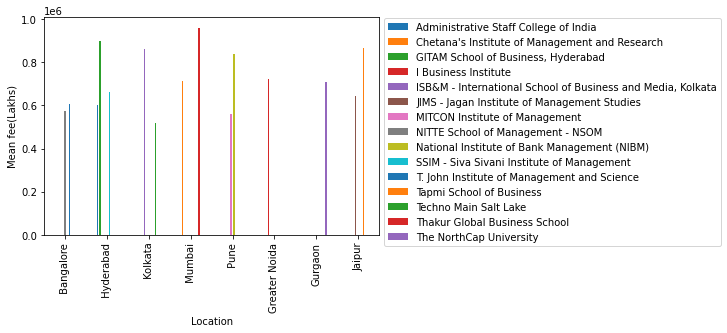 1e6
1.0
0.8
0.6
0.4
0.2
0.0
Mean fee(Lakhs)
Bangalore
Hyderabad
Kolkata
Mumbai
Pune
Greater Noida
Gurgaon
Jaipur
Location
Administrative Staff College of India
Chetana's Institute of Management and Research
GITAM School of Business, Hyderabad
I Business Institute
ISB&M - International School of Business and Media, Kolkata
JIMS - Jagan Institute of Management Studies
MITCON Institute of Management
NITTE School of Management - NSOM
National Institute of Bank Management (NIBM)
SSIM - Siva Sivani Institute of Management
T. John Institute of Management and Science
Tapmi School of Business
Techno Main Salt Lake
Thakur Global Business School
The NorthCap University